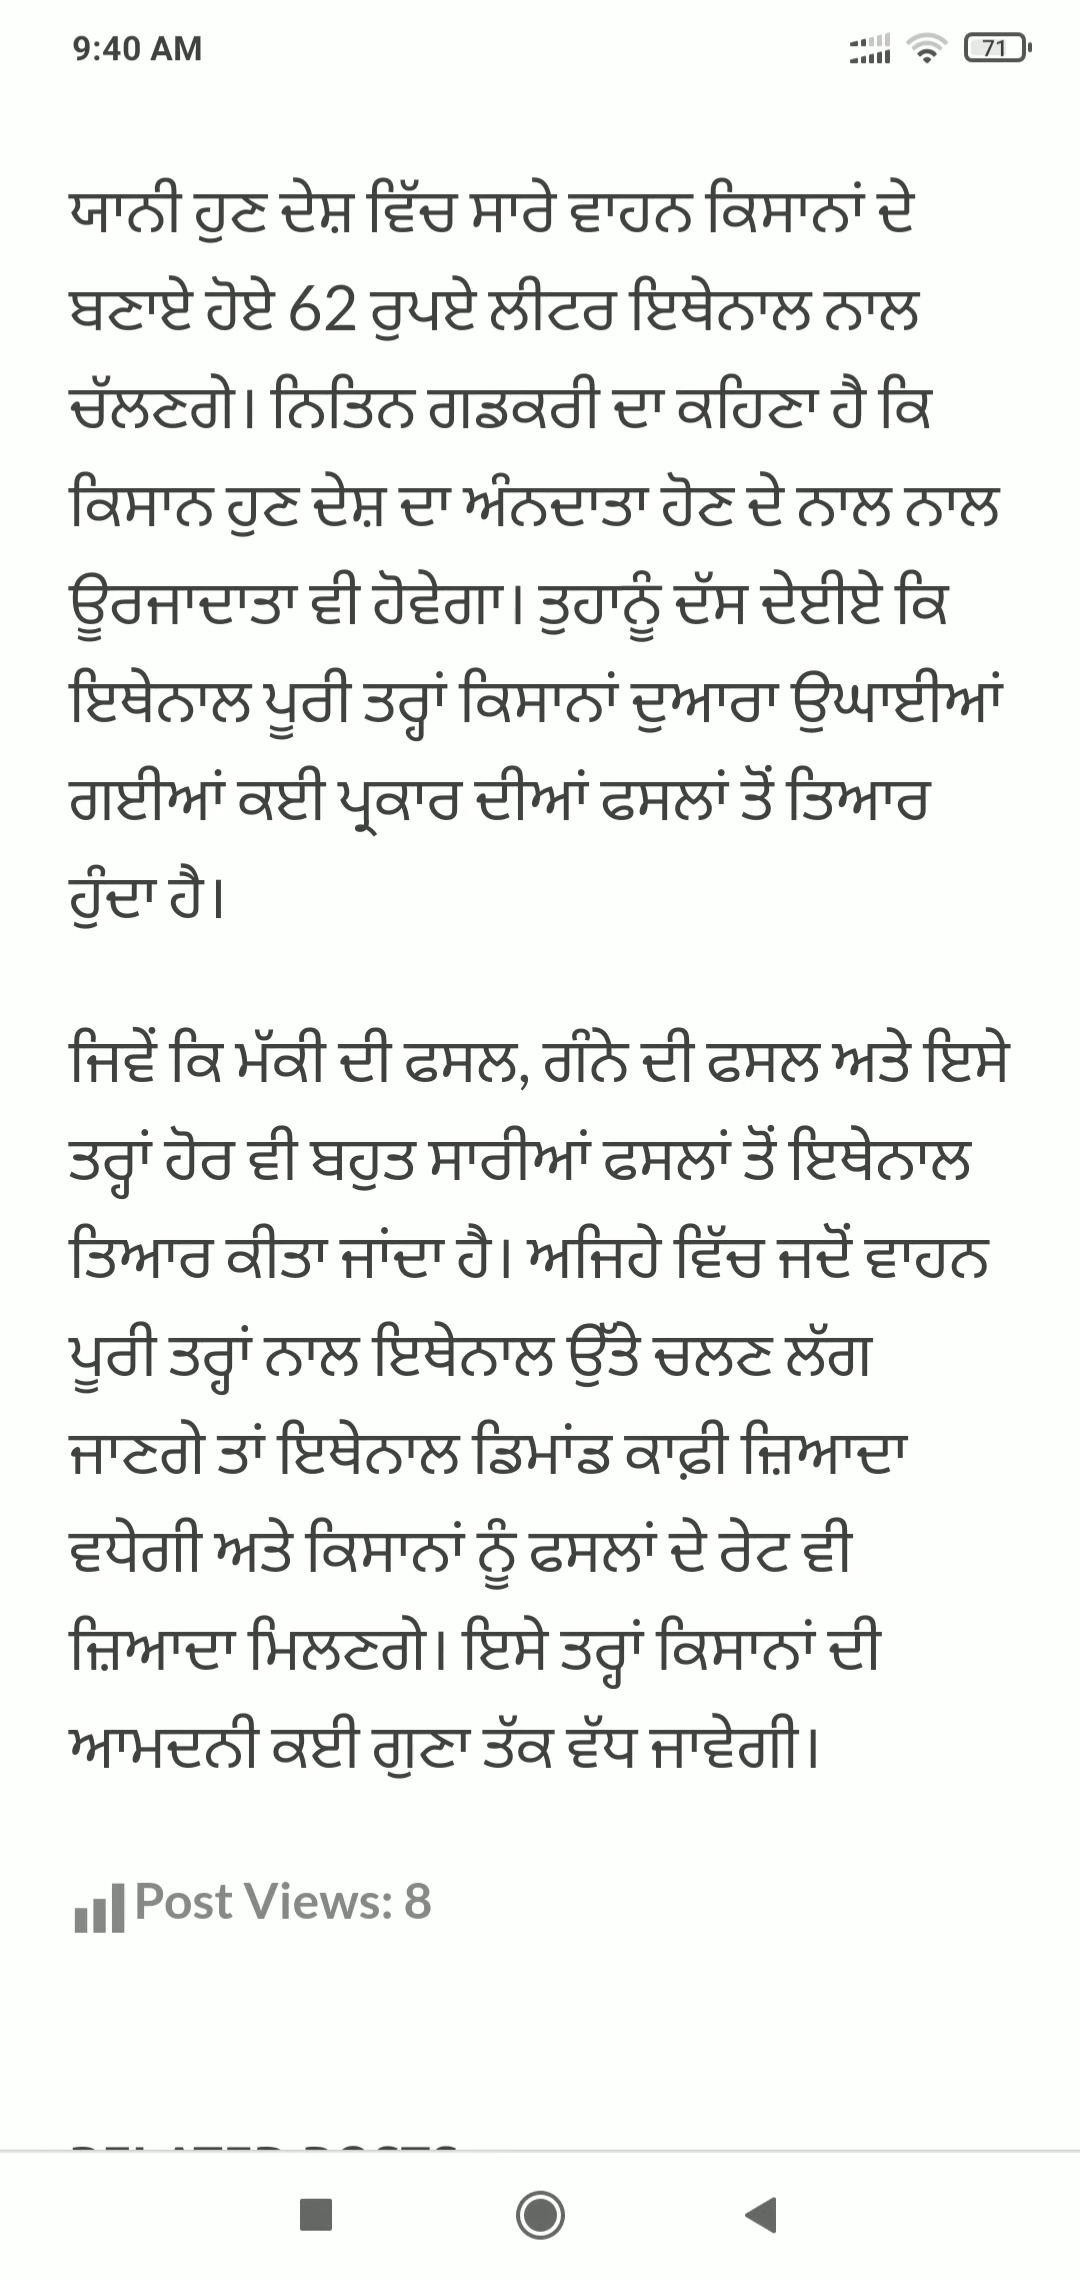 9:40 AM
71
ਯਾਨੀ ਹੁਣ ਦੇਸ਼ ਵਿੱਚ ਸਾਰੇ ਵਾਹਨ ਕਿਸਾਨਾਂ ਦੇ
ਬਣਾਏ ਹੋਏ 62 ਰੁਪਏ ਲੀਟਰ ਇਥੇਨਾਲ ਨਾਲ
ਚੱਲਣਗੇ। ਨਿਤਿਨ ਗਡਕਰੀ ਦਾ ਕਹਿਣਾ ਹੈ ਕਿ
ਕਿਸਾਨ ਹੁਣ ਦੇਸ਼ ਦਾ ਅੰਨਦਾਤਾ ਹੋਣ ਦੇ ਨਾਲ ਨਾਲ
ਊਰਜਾਦਾਤਾ ਵੀ ਹੋਵੇਗਾ। ਤੁਹਾਨੂੰ ਦੱਸ ਦੇਈਏ ਕਿ
ਇਥੇਨਾਲ ਪੂਰੀ ਤਰ੍ਹਾਂ ਕਿਸਾਨਾਂ ਦੁਆਰਾ ਉਘਾਈਆਂ
ਗਈਆਂ ਕਈ ਪ੍ਰਕਾਰ ਦੀਆਂ ਫਸਲਾਂ ਤੋਂ ਤਿਆਰ
ਹੁੰਦਾ ਹੈ।
ਜਿਵੇਂ ਕਿ ਮੱਕੀ ਦੀ ਫਸਲ, ਗੰਨੇ ਦੀ ਫਸਲ ਅਤੇ ਇਸੇ
ਤਰ੍ਹਾਂ ਹੋਰ ਵੀ ਬਹੁਤ ਸਾਰੀਆਂ ਫਸਲਾਂ ਤੋਂ ਇਥੇਨਾਲ
ਤਿਆਰ ਕੀਤਾ ਜਾਂਦਾ ਹੈ। ਅਜਿਹੇ ਵਿੱਚ ਜਦੋਂ ਵਾਹਨ
ਪੂਰੀ ਤਰ੍ਹਾਂ ਨਾਲ ਇਥੇਨਾਲ ਉੱਤੇ ਚਲਣ ਲੱਗ
ਜਾਣਗੇ ਤਾਂ ਇਥੇਨਾਲ ਡਿਮਾਂਡ ਕਾਫ਼ੀ ਜ਼ਿਆਦਾ
ਵਧੇਗੀ ਅਤੇ ਕਿਸਾਨਾਂ ਨੂੰ ਫਸਲਾਂ ਦੇ ਰੇਟ ਵੀ
ਜ਼ਿਆਦਾ ਮਿਲਣਗੇ। ਇਸੇ ਤਰ੍ਹਾਂ ਕਿਸਾਨਾਂ ਦੀ
ਆਮਦਨੀ ਕਈ ਗੁਣਾ ਤੱਕ ਵੱਧ ਜਾਵੇਗੀ।
Post Views: 8